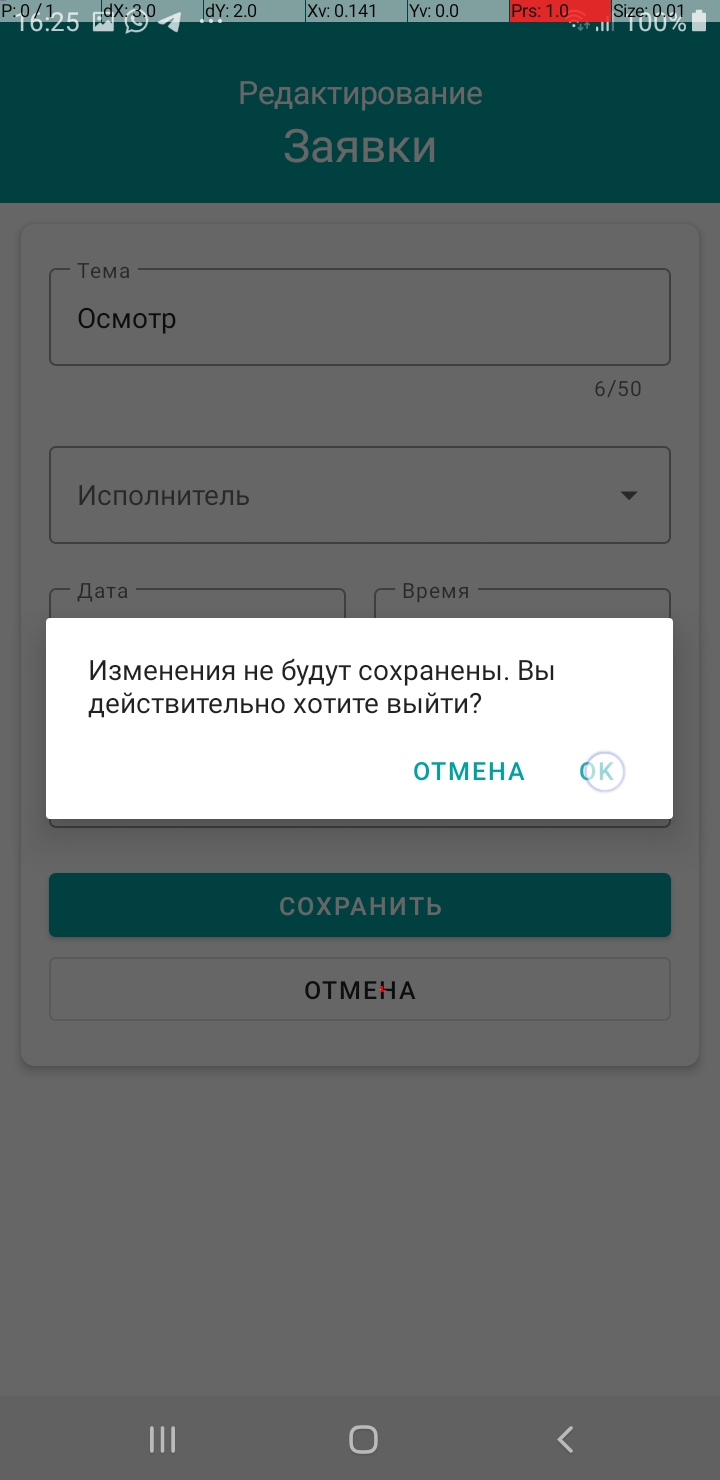 P: 0 / 1 dX: 3.0 dY: 2.0 Xv: 0.141 Yv: 0.0 Prs: 1.0 Size: 0.01
16:25 100%
Редактирование
Заявки
Тема
Осмотр
6/50
Исполнитель
Дата Время
Изменения не будут сохранены. Вы
действительно хотите выйти?
ОТМЕНА OK
СОХРАНИТЬ
ОТМЕНА